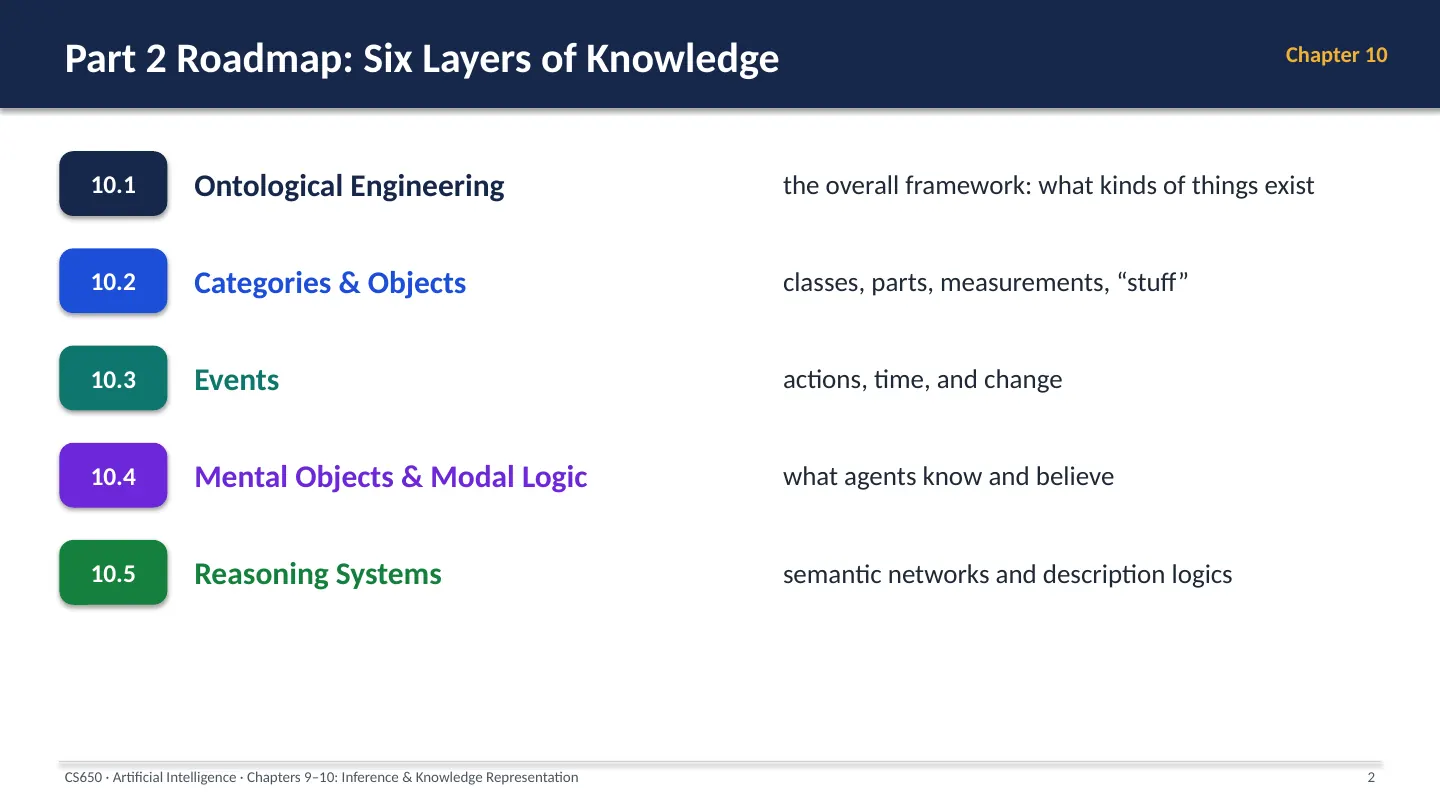 Part 2 Roadmap: Six Layers of Knowledge
Chapter 10
10.1 Ontological Engineering the overall framework: what kinds of things exist
10.2 Categories & Objects classes, parts, measurements, “stuff”
10.3 Events actions, time, and change
10.4 Mental Objects & Modal Logic what agents know and believe
10.5 Reasoning Systems semantic networks and description logics
CS650 · Artificial Intelligence · Chapters 9–10: Inference & Knowledge Representation 2